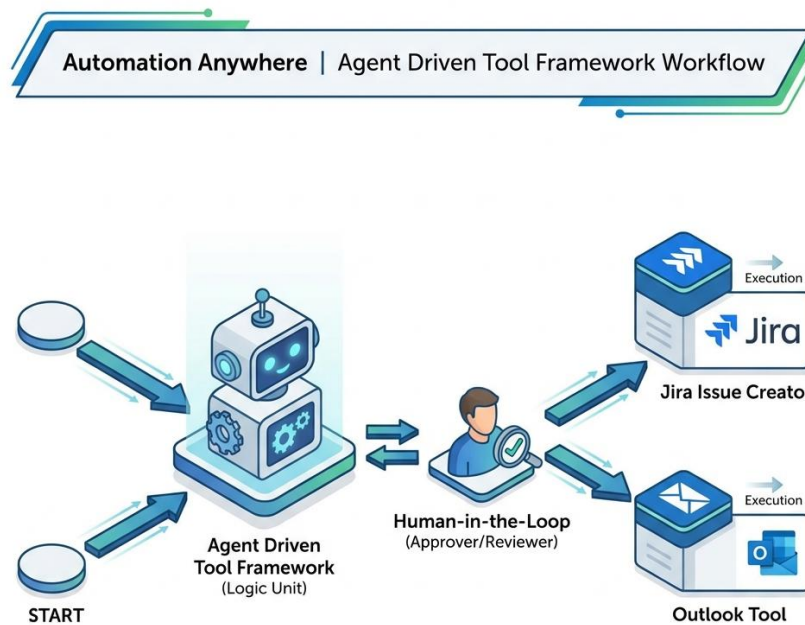 Automation Anywhere | Agent Driven Tool Framework Workflow
Execution
Jira
Jira Issue Creato
Execution
O
Outlook Tool
Human-in-the-Loop
(Approver/Reviewer)
Agent Driven
Tool Framework
(Logic Unit)
START